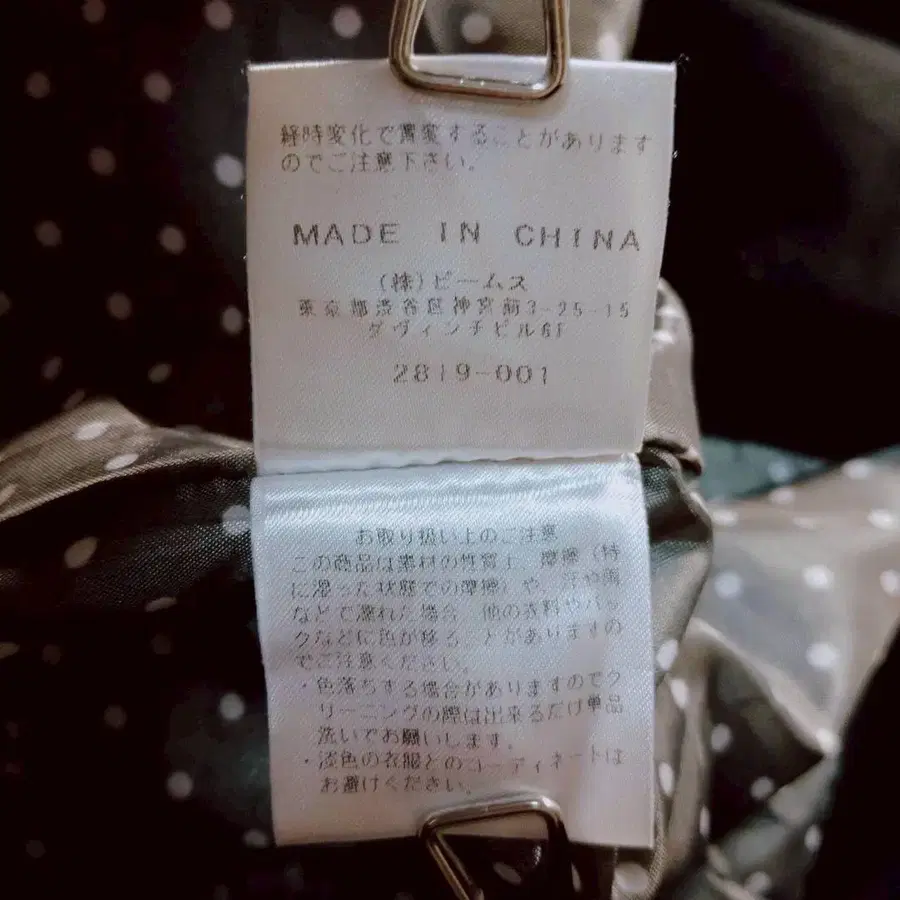 経時変化で黄変することがあります
のでご注意下さい。
MADE IN CHINA
(株)ビームス
東京都渋谷区神宮前3-25-15
ダヴィンチビル6F
2819-001
お取り扱い上のご注意
この商品は素材の性質上 摩擦(特
に湿った状態での摩擦)や、汗や雨
などで濡れた場合 他の衣料やバッ
クなどに色が移る ことがありますの
でご注意ください。
・色落ちする場合がありますのでク
リーニングの際は出来るだけ単品
洗いでお願いします。
・淡色の衣服とのコーディネートは
お避けください。